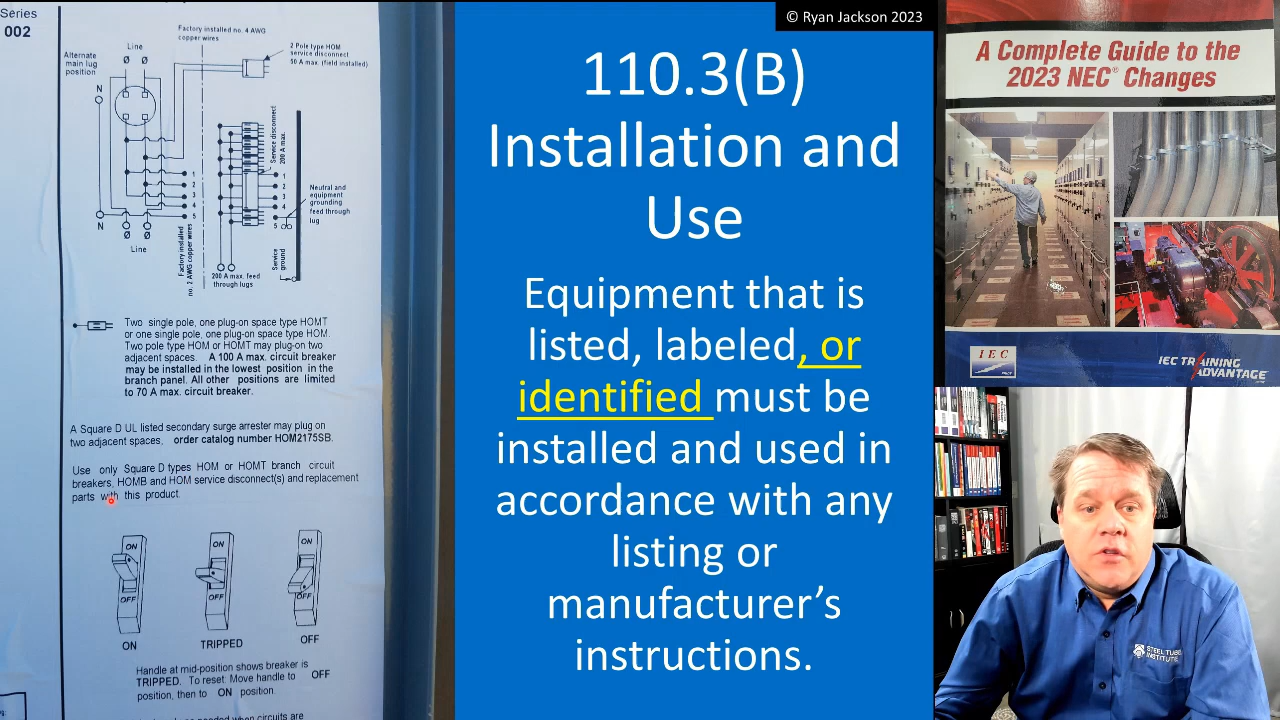 Series
002
Factory installed no. 4 AWG
copper wires
Line
Ø Ø
Alternate
main lug
position
2 Pole type HOM
service disconnect
50 A max. (field installed)
N
N
1
2
3
4
5
Ø Ø
Line
Factory installed
no. 2 AWG copper wires
Service disconnect
200 A max.
1
2
3
4
5
Neutral and
equipment
grounding
feed through
lug
Service
ground
200 A max. feed
through lugs
Two single pole, one plug-on space type HOMT
or one single pole, one plug-on space type HOM.
Two pole type HOM or HOMT may plug-on two
adjacent spaces. A 100 A max. circuit breaker
may be installed in the lowest position in the
branch panel. All other positions are limited
to 70 A max. circuit breaker.
A Square D UL listed secondary surge arrester may plug on
two adjacent spaces, order catalog number HOM2175SB.
Use only Square D types HOM or HOMT branch circuit
breakers, HOMB and HOM service disconnect(s) and replacement
parts with this product.
ON
OFF
ON
OFF
ON
OFF
ON
TRIPPED
OFF
Handle at mid-position shows breaker is
TRIPPED. To reset: Move handle to OFF
position, then to ON position.
© Ryan Jackson 2023
110.3(B)
Installation and
Use
Equipment that is
listed, labeled, or
identified must be
installed and used in
accordance with any
listing or
manufacturer’s
instructions.
A Complete Guide to the
2023 NEC® Changes
IEC
IEC TRAINING
ADVANTAGE
STEEL TUBE
INSTITUTE